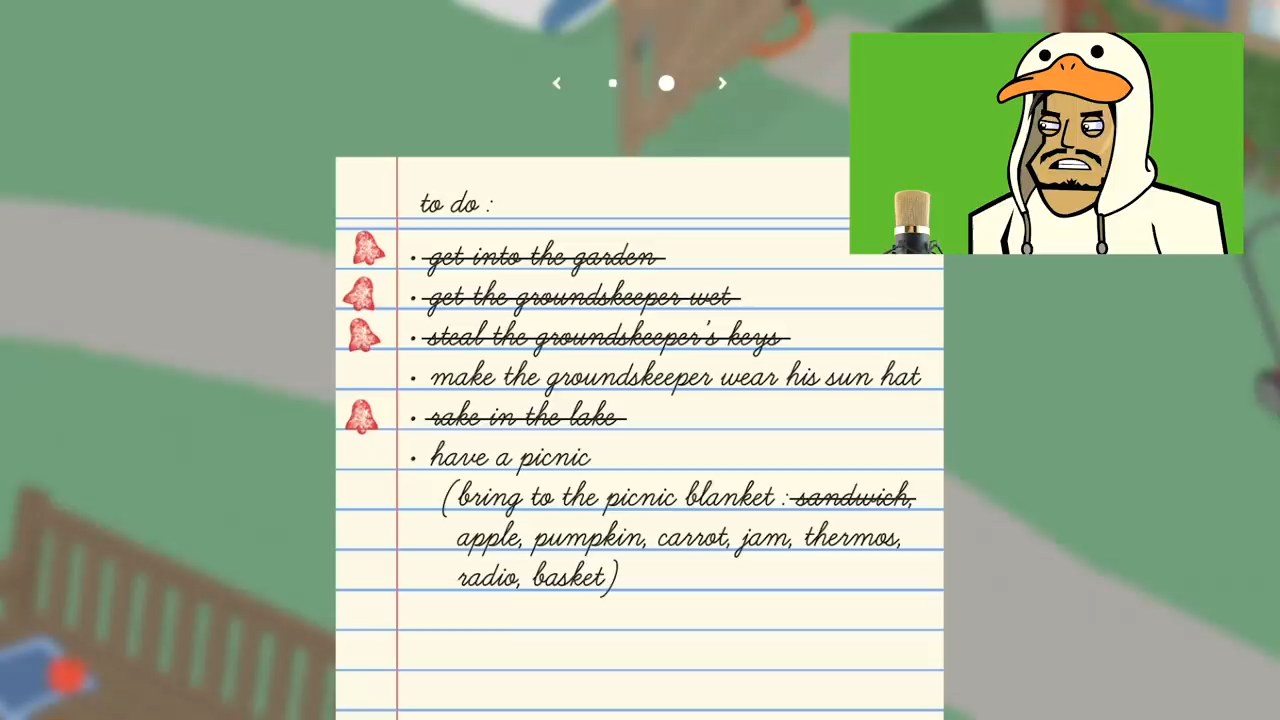 to do :
· get into the garden
· get the groundskeeper wet
· steal the groundskeeper's keys
· make the groundskeeper wear his sun hat
· rake in the lake
· have a picnic
(bring to the picnic blanket : sandwich,
apple, pumpkin, carrot, jam, thermos,
radio, basket)